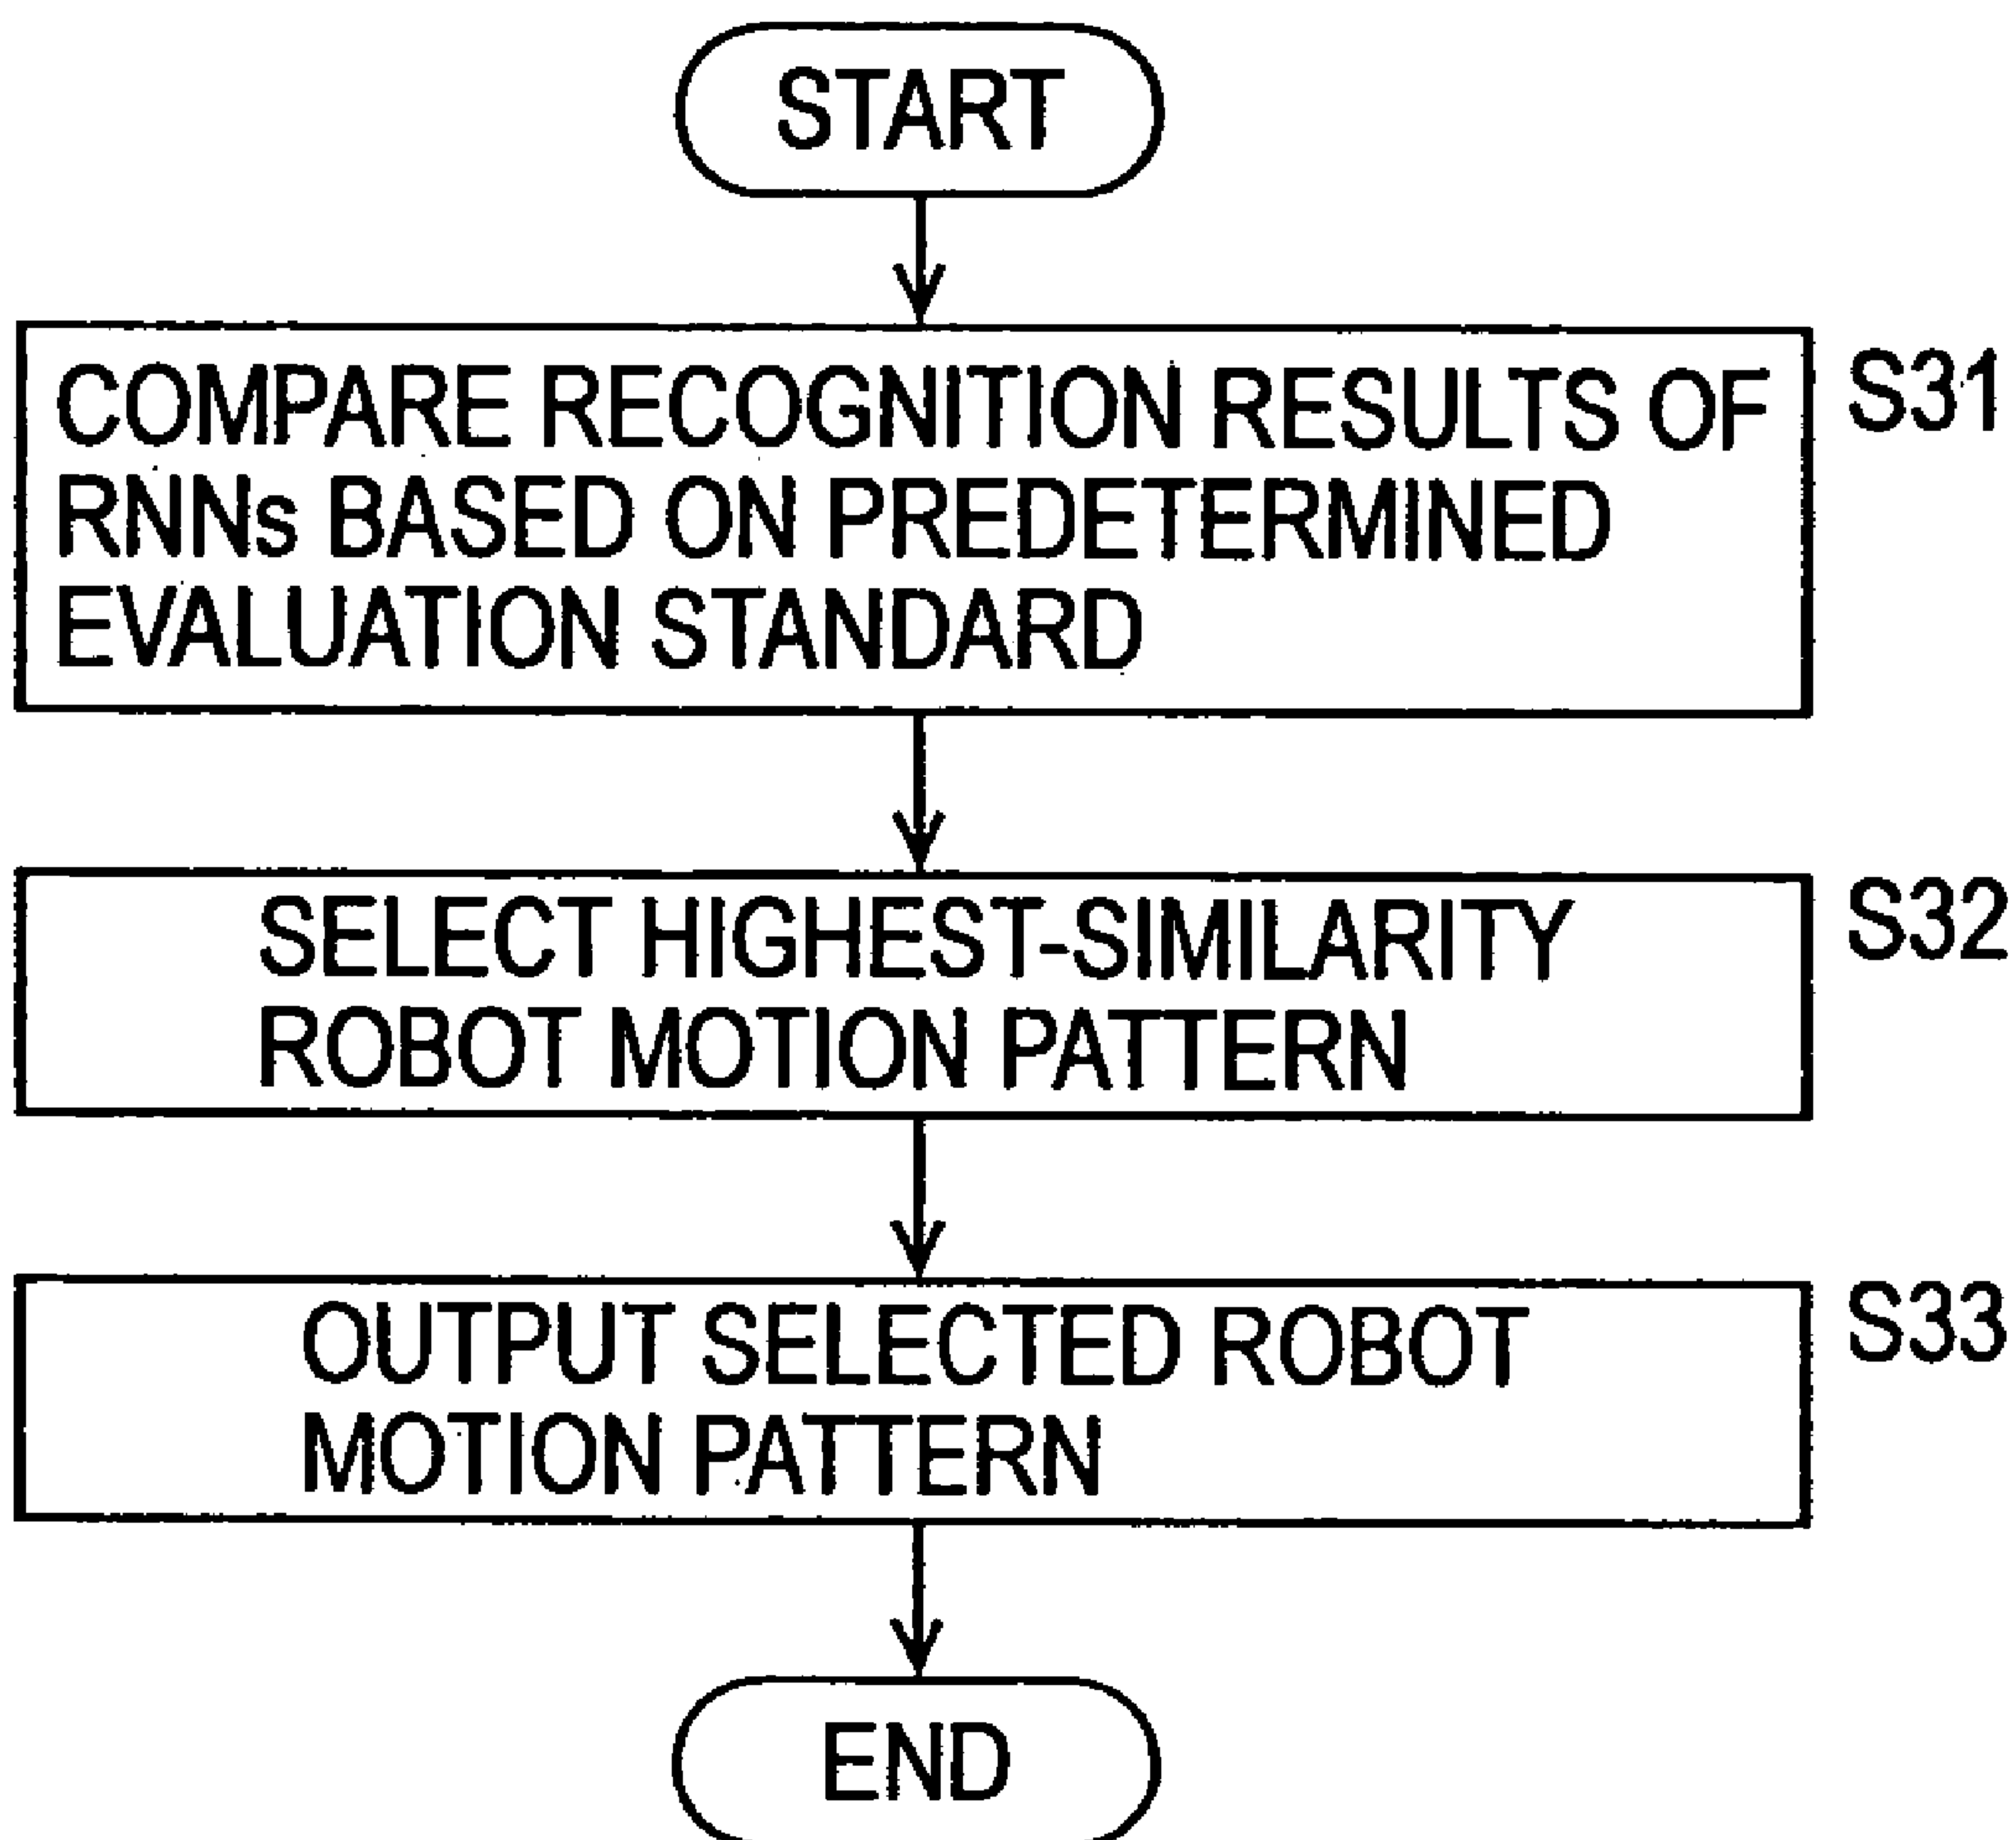 START
COMPARE RECOGNITION RESULTS OF
RNNs BASED ON PREDETERMINED
EVALUATION STANDARD
S31
SELECT HIGHEST-SIMILARITY
ROBOT MOTION PATTERN
S32
OUTPUT SELECTED ROBOT
MOTION PATTERN
S33
END